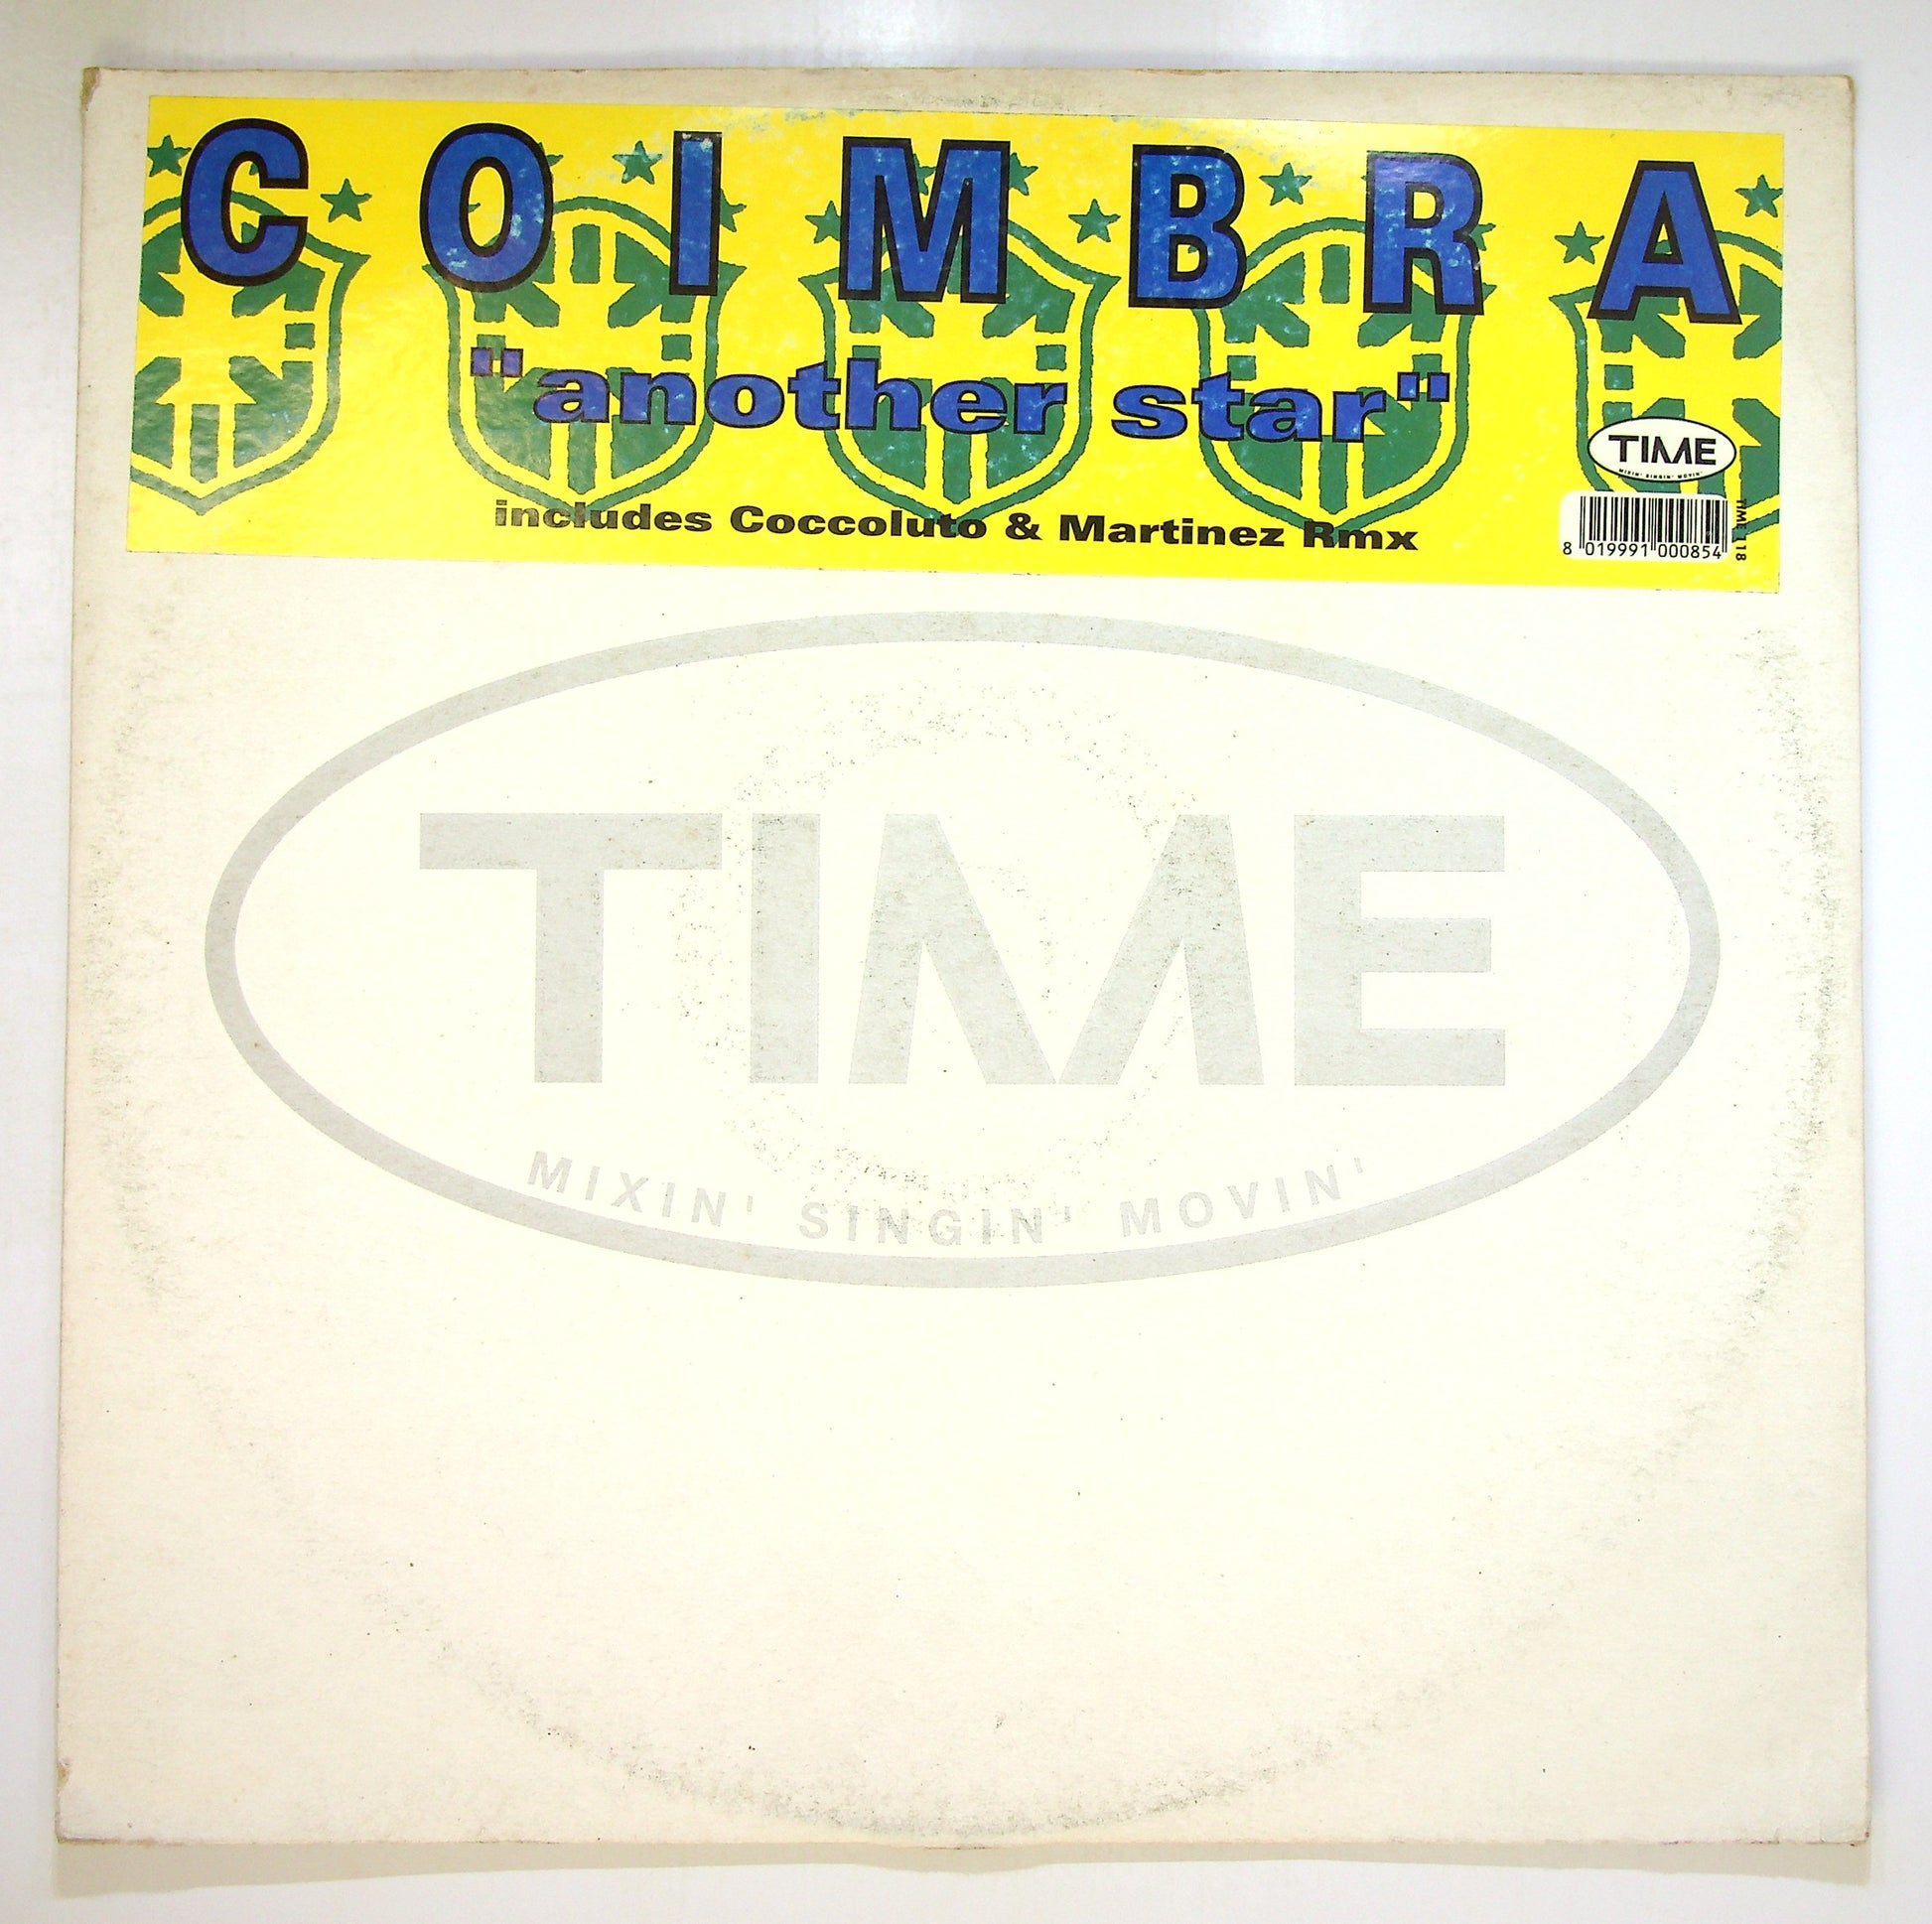 COIMBRA
"another star"
includes Coccoluto & Martinez Rmx
TIME
MIXIN' SINGIN' MOVIN'
8 019991 000854
TIME 118
TIME
MIXIN' SINGIN' MOVIN'